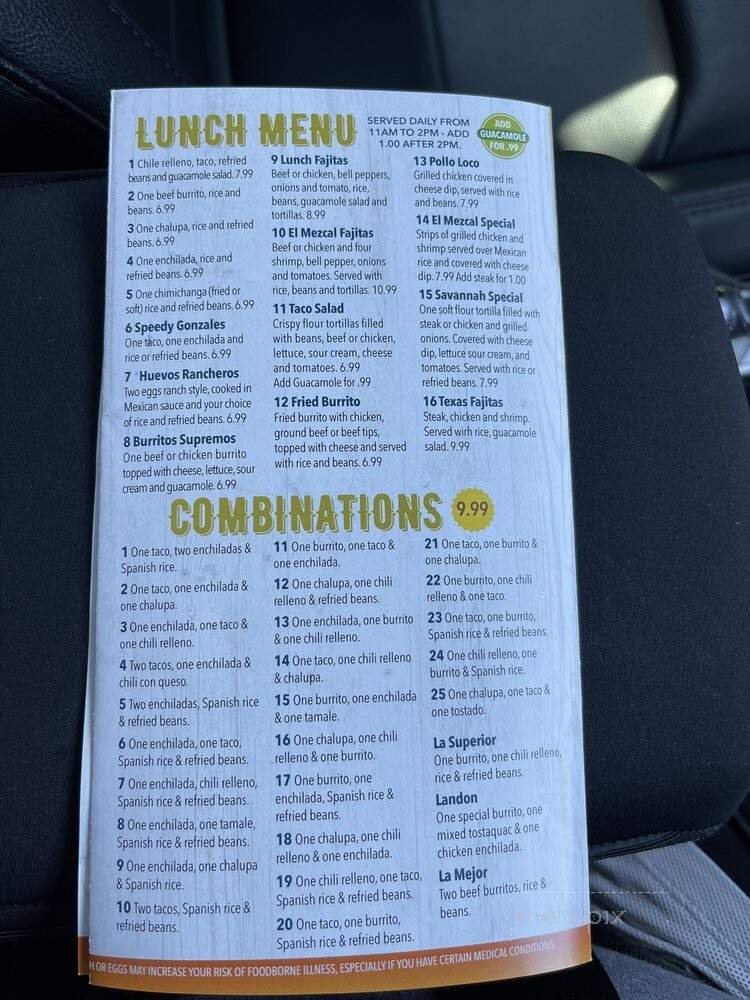 LUNCH MENU
SERVED DAILY FROM
11AM TO 2PM - ADD
1.00 AFTER 2PM.
ADD
GUACAMOLE
FOR .99
1 Chile relleno, taco, refried
beans and guacamole salad. 7.99
2 One beef burrito, rice and
beans. 6.99
3 One chalupa, rice and refried
beans. 6.99
4 One enchilada, rice and
refried beans. 6.99
5 One chimichanga (fried or
soft) rice and refried beans. 6.99
6 Speedy Gonzales
One taco, one enchilada and
rice or refried beans. 6.99
7 *Huevos Rancheros
Two eggs ranch style, cooked in
Mexican sauce and your choice
of rice and refried beans. 6.99
8 Burritos Supremos
One beef or chicken burrito
topped with cheese, lettuce, sour
cream and guacamole. 6.99
9 Lunch Fajitas
Beef or chicken, bell peppers,
onions and tomato, rice,
beans, guacamole salad and
tortillas. 8.99
10 El Mezcal Fajitas
Beef or chicken and four
shrimp, bell pepper, onions
and tomatoes. Served with
rice, beans and tortillas. 10.99
11 Taco Salad
Crispy flour tortillas filled
with beans, beef or chicken,
lettuce, sour cream, cheese
and tomatoes. 6.99
Add Guacamole for .99
12 Fried Burrito
Fried burrito with chicken,
ground beef or beef tips,
topped with cheese and served
with rice and beans. 6.99
13 Pollo Loco
Grilled chicken covered in
cheese dip, served with rice
and beans. 7.99
14 El Mezcal Special
Strips of grilled chicken and
shrimp served over Mexican
rice and covered with cheese
dip. 7.99 Add steak for 1.00
15 Savannah Special
One soft flour tortilla filled with
steak or chicken and grilled
onions. Covered with cheese
dip, lettuce sour cream, and
tomatoes. Served with rice or
refried beans. 7.99
16 Texas Fajitas
Steak, chicken and shrimp.
Served wirh rice, guacamole
salad. 9.99
COMBINATIONS 9.99
1 One taco, two enchiladas &
Spanish rice.
2 One taco, one enchilada &
one chalupa.
3 One enchilada, one taco &
one chili relleno.
4 Two tacos, one enchilada &
chili con queso.
5 Two enchiladas, Spanish rice
& refried beans.
6 One enchilada, one taco,
Spanish rice & refried beans.
7 One enchilada, chili relleno,
Spanish rice & refried beans.
8 One enchilada, one tamale,
Spanish rice & refried beans.
9 One enchilada, one chalupa
& Spanish rice.
10 Two tacos, Spanish rice &
refried beans.
11 One burrito, one taco &
one enchilada.
12 One chalupa, one chili
relleno & refried beans.
13 One enchilada, one burrito
& one chili relleno.
14 One taco, one chili relleno
& chalupa.
15 One burrito, one enchilada
& one tamale.
16 One chalupa, one chili
relleno & one burrito.
17 One burrito, one
enchilada, Spanish rice &
refried beans.
18 One chalupa, one chili
relleno & one enchilada.
19 One chili relleno, one taco,
Spanish rice & refried beans.
20 One taco, one burrito,
Spanish rice & refried beans.
21 One taco, one burrito &
one chalupa.
22 One burrito, one chili
relleno & one taco.
23 One taco, one burrito,
Spanish rice & refried beans.
24 One chili relleno, one
burrito & Spanish rice.
25 One chalupa, one taco &
one tostado.
La Superior
One burrito, one chili relleno,
rice & refried beans.
Landon
One special burrito, one
mixed tostaquac & one
chicken enchilada.
La Mejor
Two beef burritos, rice &
beans.
H OR EGGS MAY INCREASE YOUR RISK OF FOODBORNE ILLNESS, ESPECIALLY IF YOU HAVE CERTAIN MEDICAL CONDITIONS.